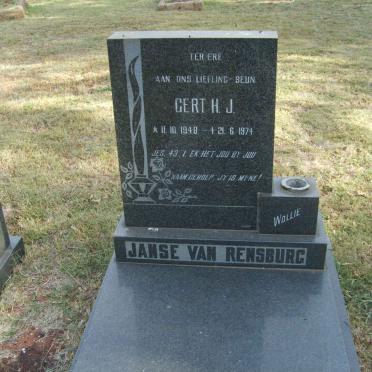 TER ERE
AAN ONS LIEFLING-SEUN
GERT H. J.
* 11. 10. 1948 - † 21. 6. 1974
JES. 43:1. EK HET JOU BY JOU
NAAM GEROEP, JY IS MYNE!
WOLLIE
JANSE VAN RENSBURG